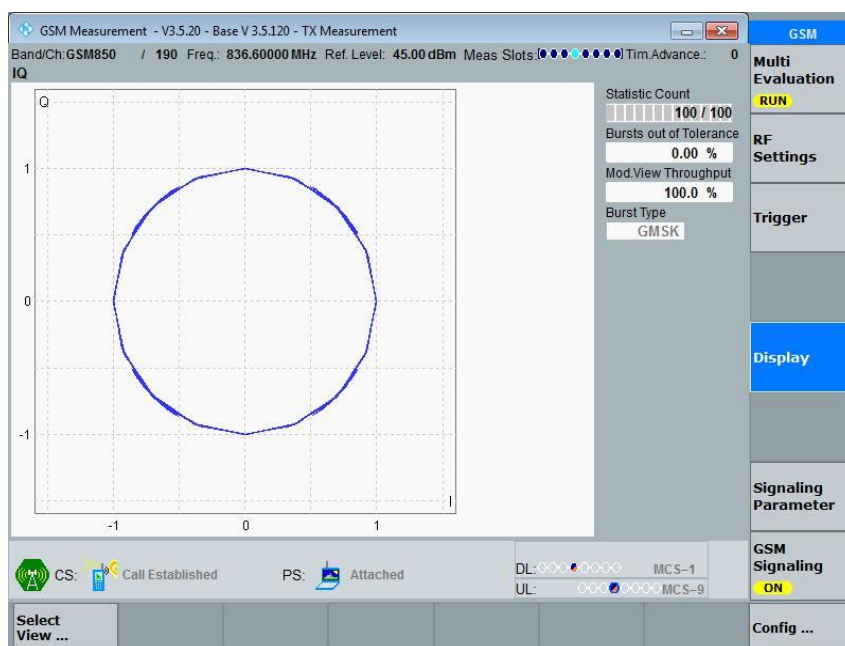 GSM Measurement - V3.5.20 - Base V 3.5.120 - TX Measurement
GSM
Band/Ch: GSM850 / 190 Freq.: 836.60000 MHz Ref. Level: 45.00 dBm Meas Slots: Tim.Advance.: 0
IQ
Multi
Evaluation
RUN
Q
Statistic Count
100 / 100
Bursts out of Tolerance
0.00 %
Mod.View Throughput
100.0 %
Burst Type
GMSK
RF
Settings
Trigger
1
0
-1
I
-1 0 1
Display
Signaling
Parameter
GSM
Signaling
ON
CS: Call Established PS: Attached
DL: MCS-1
UL: MCS-9
Select
View ...
Config ...